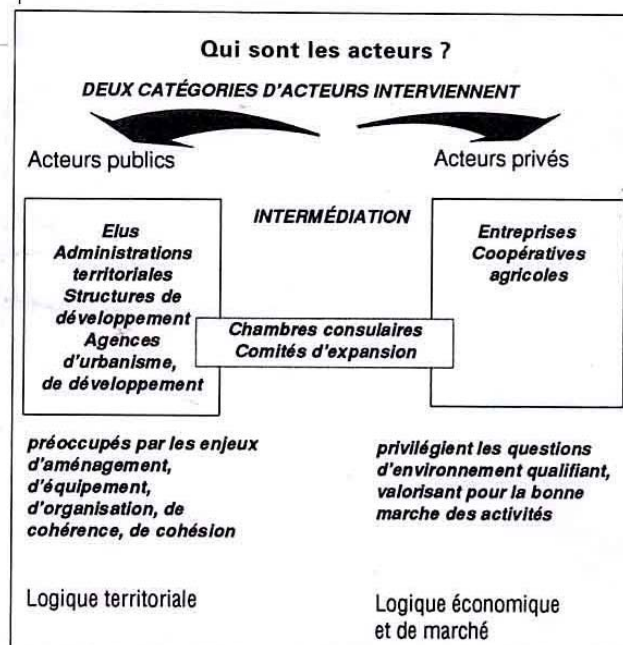 Qui sont les acteurs ?
DEUX CATÉGORIES D'ACTEURS INTERVIENNENT
Acteurs publics
Acteurs privés
Elus
Administrations
territoriales
Structures de
développement
Agences
d'urbanisme,
de développement
INTERMÉDIATION
Chambres consulaires
Comités d'expansion
Entreprises
Coopératives
agricoles
préoccupés par les enjeux
d'aménagement,
d'équipement,
d'organisation, de
cohérence, de cohésion
privilégient les questions
d'environnement qualifiant,
valorisant pour la bonne
marche des activités
Logique territoriale
Logique économique
et de marché